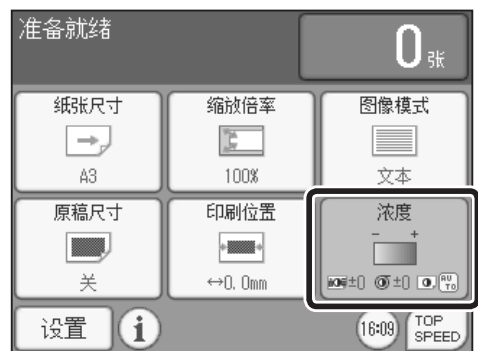 准备就绪
0张
纸张尺寸
A3
缩放倍率
100%
图像模式
文本
原稿尺寸
关
印刷位置
↔0.0mm
浓度
- +
±0 ±0 AUTO
设置
i
16:09
TOP
SPEED